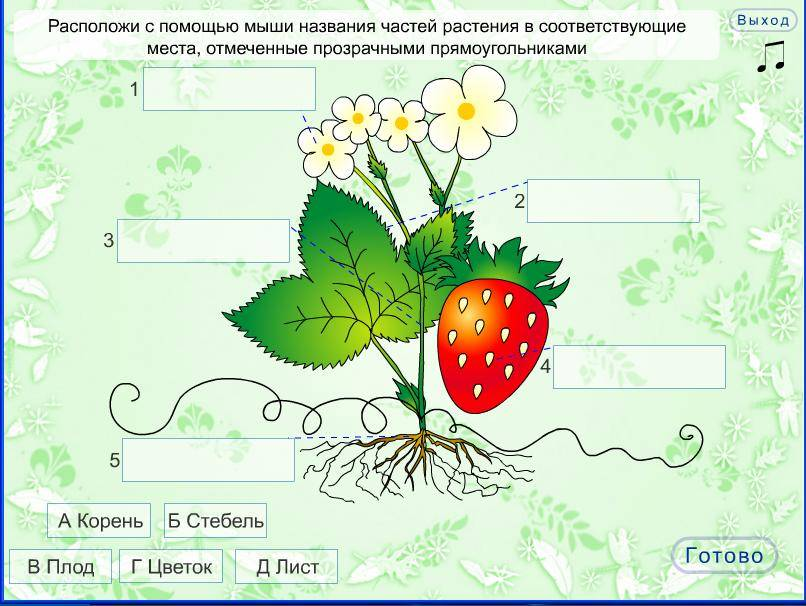 Расположи с помощью мыши названия частей растения в соответствующие
места, отмеченные прозрачными прямоугольниками
Выход
1
2
3
4
5
А Корень
Б Стебель
В Плод
Г Цветок
Д Лист
Готово